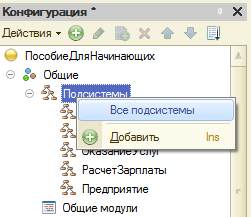 Конфигурация *
Действия
ПособиеДляНачинающих
Общие
Подсистемы
Все подсистемы
Добавить Ins
ОказаниеУслуг
РасчетЗарплаты
Предприятие
Общие модули